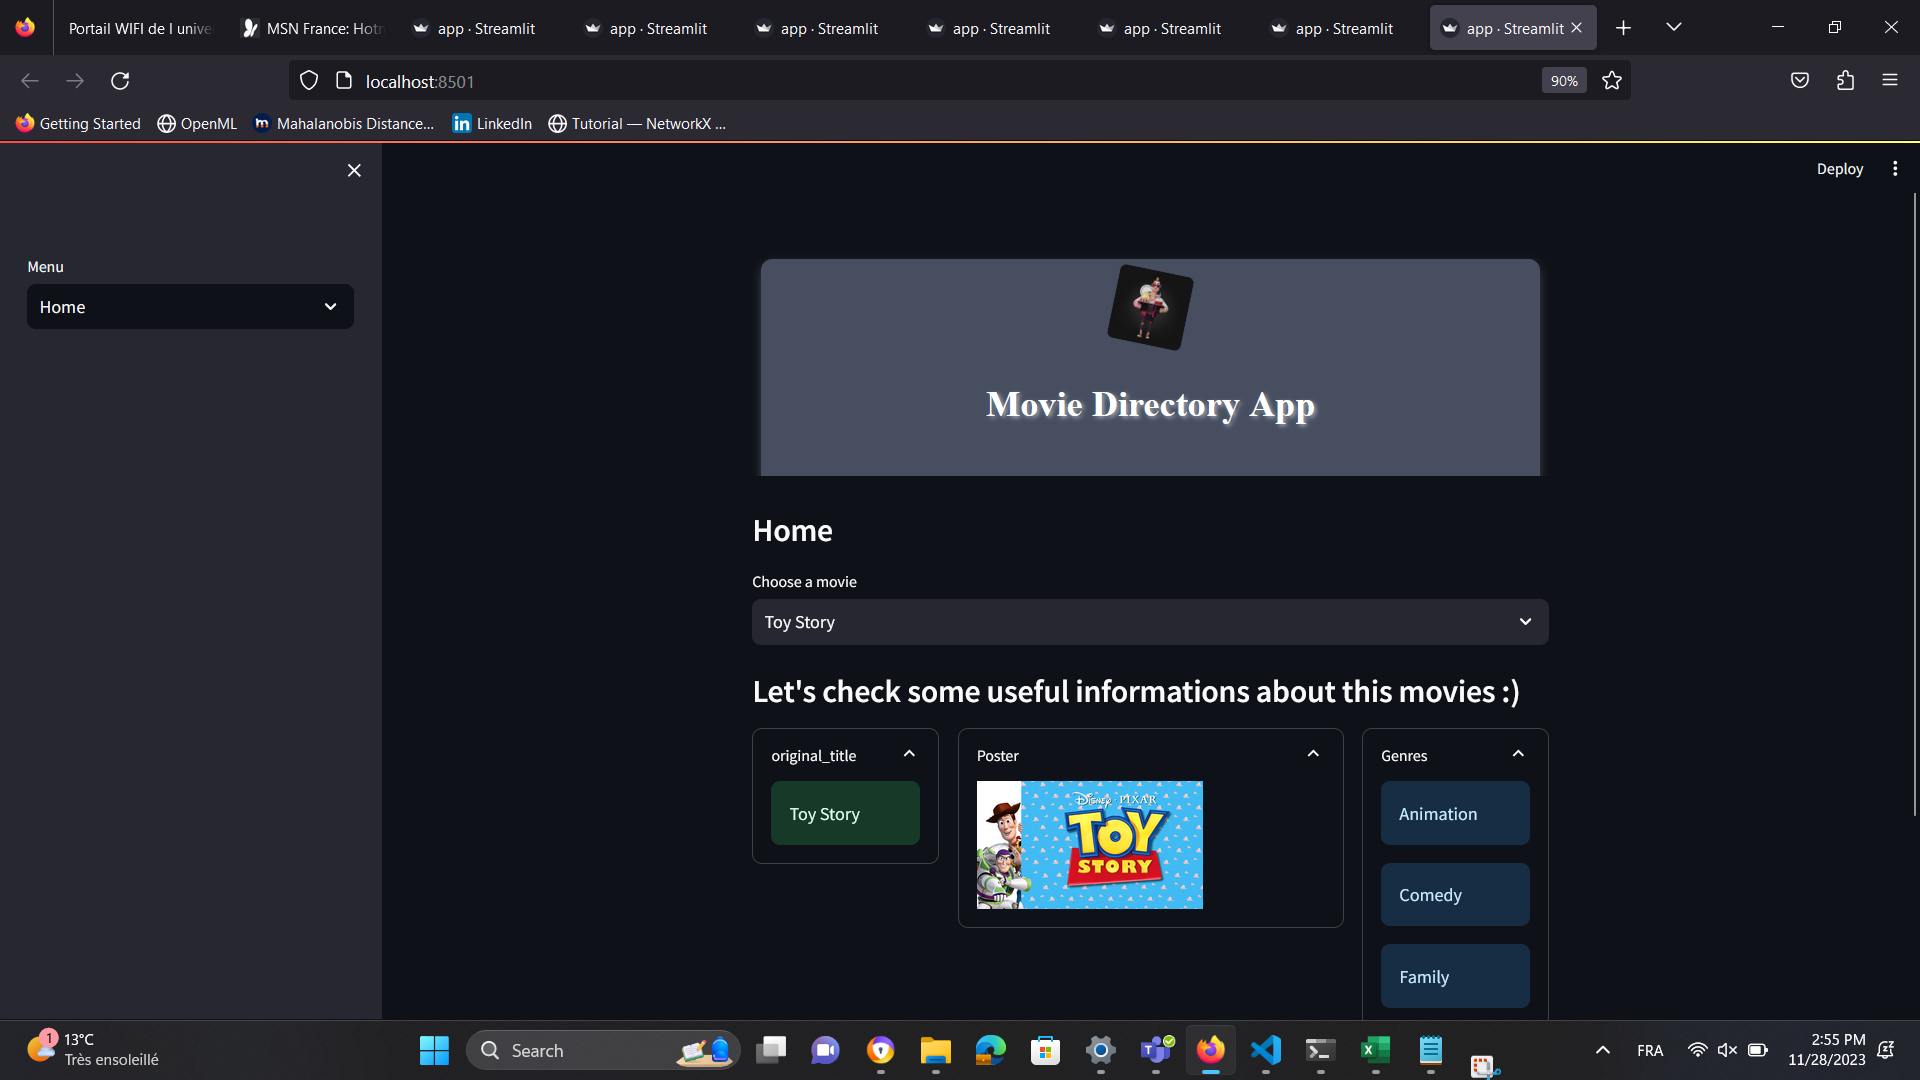 Portail WIFI de l unive
MSN France: Hotm
app · Streamlit
app · Streamlit
app · Streamlit
app · Streamlit
app · Streamlit
app · Streamlit
app · Streamlit
localhost:8501
90%
Getting Started
OpenML
Mahalanobis Distance...
LinkedIn
Tutorial — NetworkX ...
Deploy
Menu
Home
Movie Directory App
Home
Choose a movie
Toy Story
Let's check some useful informations about this movies :)
original_title
Toy Story
Poster
DISNEY · PIXAR
TOY
STORY
Genres
Animation
Comedy
Family
1
13°C
Très ensoleillé
Search
FRA
2:55 PM
11/28/2023